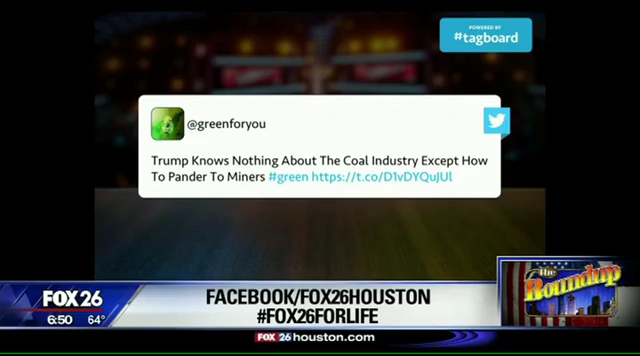 POWERED BY
#tagboard
@greenforyou
Trump Knows Nothing About The Coal Industry Except How
To Pander To Miners #green https://t.co/D1vDYQuJUl
The
Roundup
FOX 26
6:50 64°
FACEBOOK/FOX26HOUSTON
#FOX26FORLIFE
FOX 26 houston.com